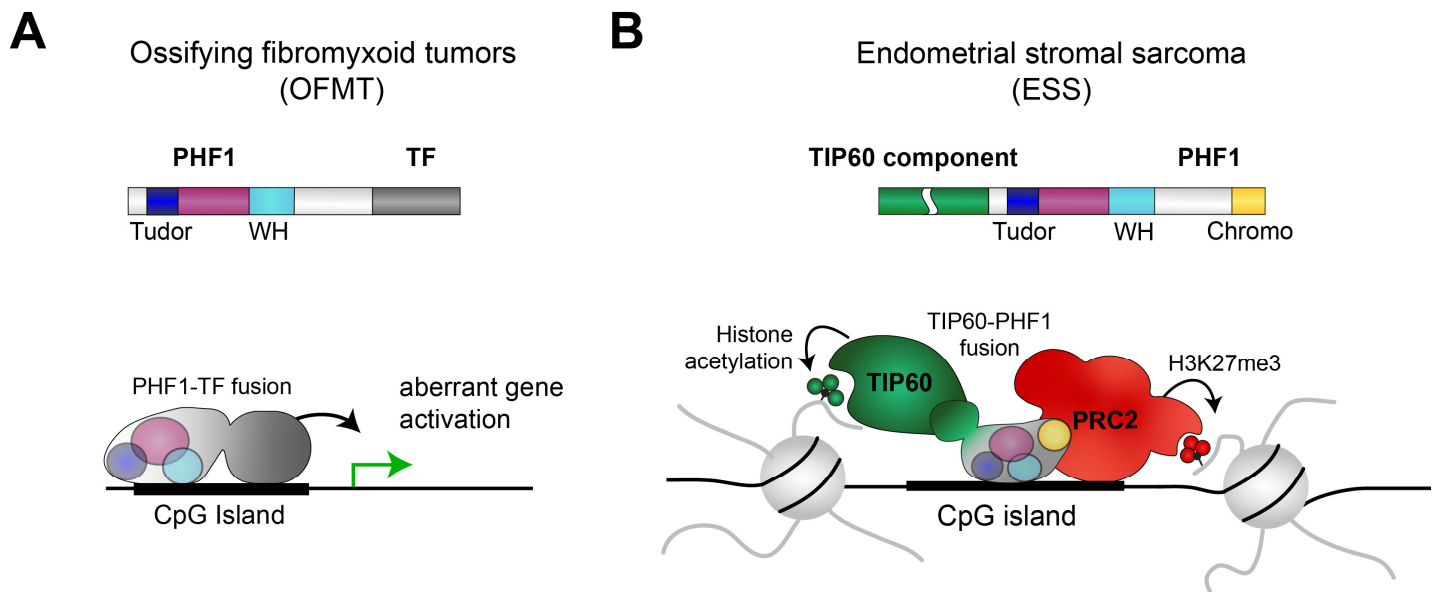 A
Ossifying fibromyxoid tumors
(OFMT)
PHF1 TF
Tudor WH
PHF1-TF fusion
aberrant gene
activation
CpG Island
B
Endometrial stromal sarcoma
(ESS)
TIP60 component PHF1
Tudor WH Chromo
Histone
acetylation
TIP60-PHF1
fusion
H3K27me3
TIP60
PRC2
CpG island